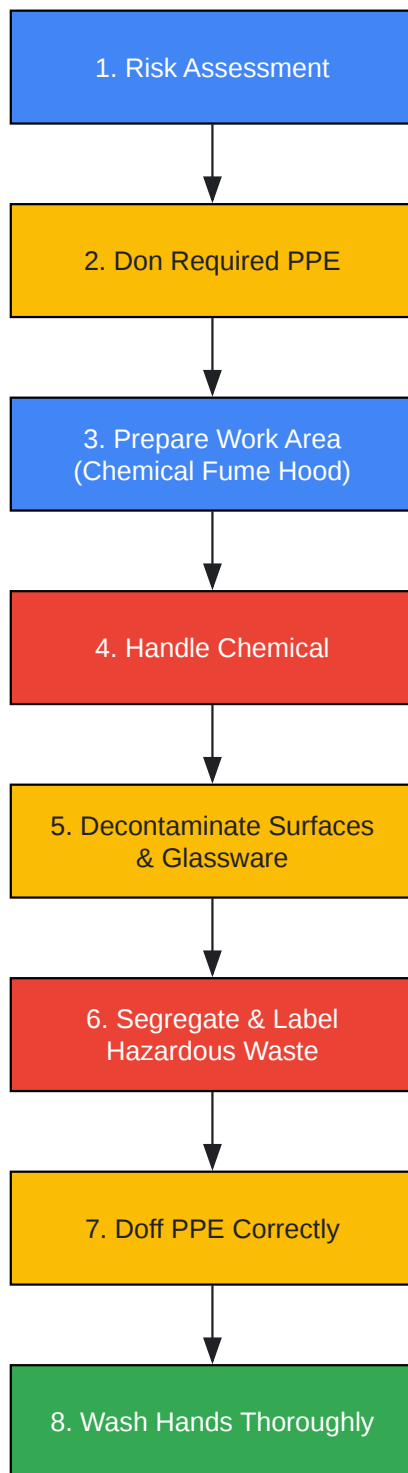 1. Risk Assessment
2. Don Required PPE
3. Prepare Work Area
(Chemical Fume Hood)
4. Handle Chemical
5. Decontaminate Surfaces
& Glassware
6. Segregate & Label
Hazardous Waste
7. Doff PPE Correctly
8. Wash Hands Thoroughly